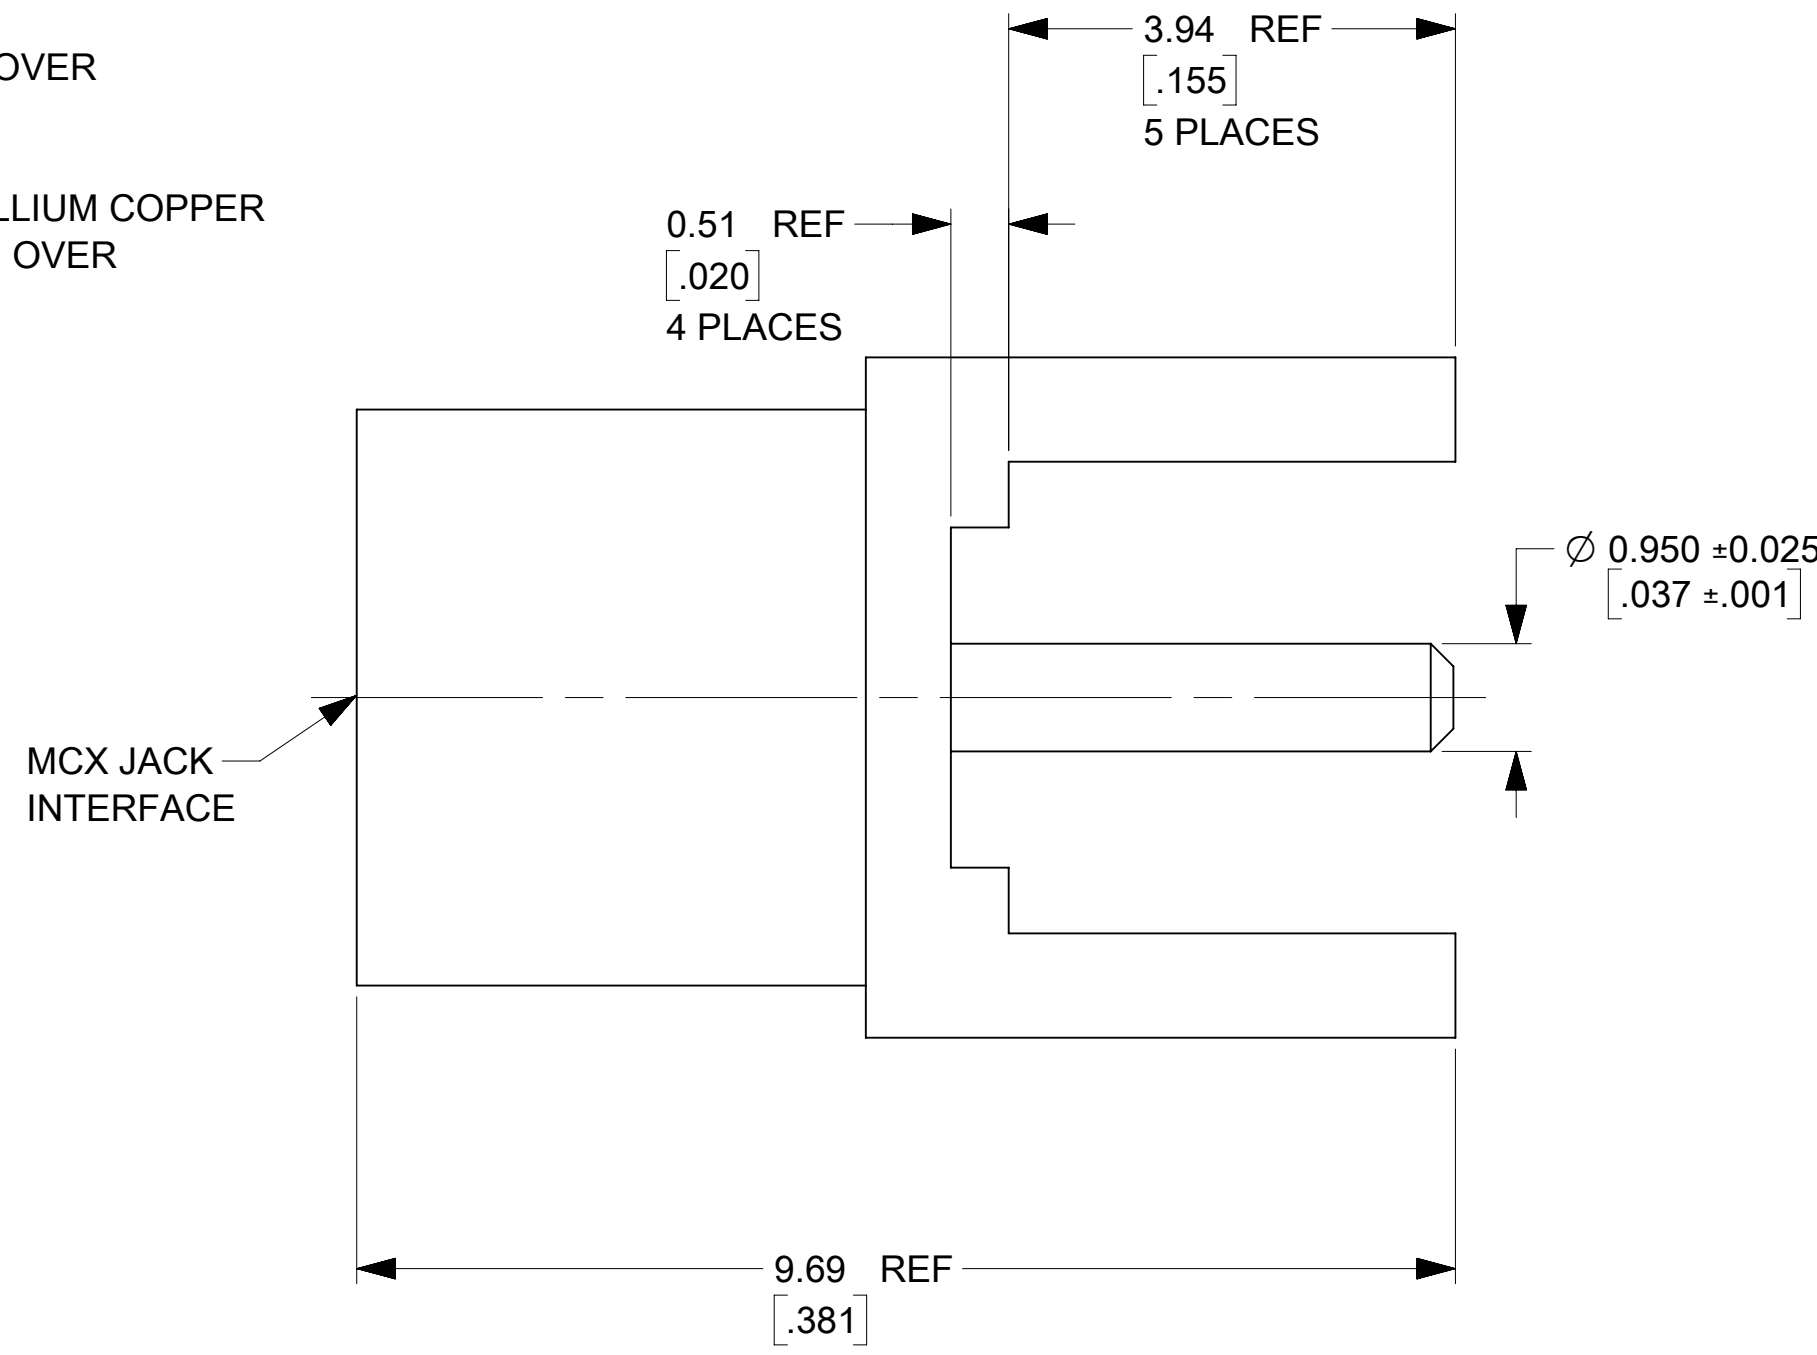 OVER
LLIUM COPPER
OVER
3.94 REF
[.155]
5 PLACES
0.51 REF
[.020]
4 PLACES
Ø 0.950 ±0.025
[.037 ±.001]
MCX JACK
INTERFACE
9.69 REF
[.381]